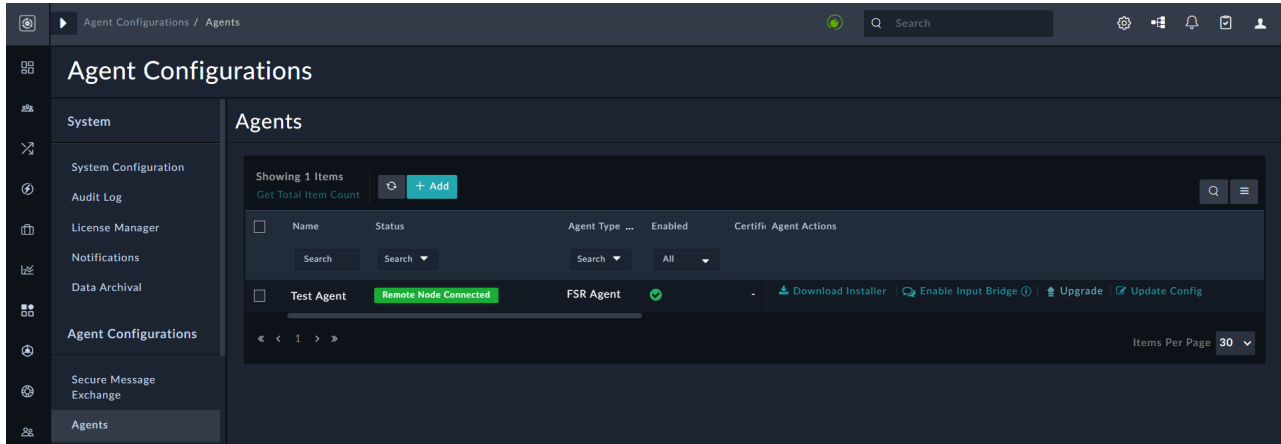 Agent Configurations / Agents
Search
Agent Configurations
System
System Configuration
Audit Log
License Manager
Notifications
Data Archival
Agent Configurations
Secure Message
Exchange
Agents
Agents
Showing 1 Items
Get Total Item Count
+ Add
Name Status Agent Type ... Enabled Certific Agent Actions
Search Search Search All
Test Agent Remote Node Connected FSR Agent - Download Installer | Enable Input Bridge | Upgrade | Update Config
« < 1 > »
Items Per Page 30